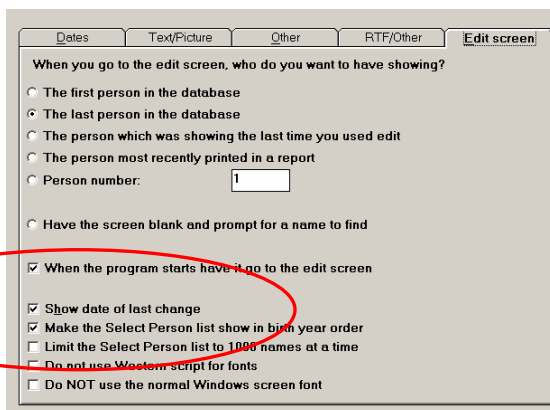 Dates Text/Picture Other RTF/Other Edit screen
When you go to the edit screen, who do you want to have showing?
The first person in the database
The last person in the database
The person which was showing the last time you used edit
The person most recently printed in a report
Person number: 1
Have the screen blank and prompt for a name to find
When the program starts have it go to the edit screen
Show date of last change
Make the Select Person list show in birth year order
Limit the Select Person list to 1000 names at a time
Do not use Western script for fonts
Do NOT use the normal Windows screen font